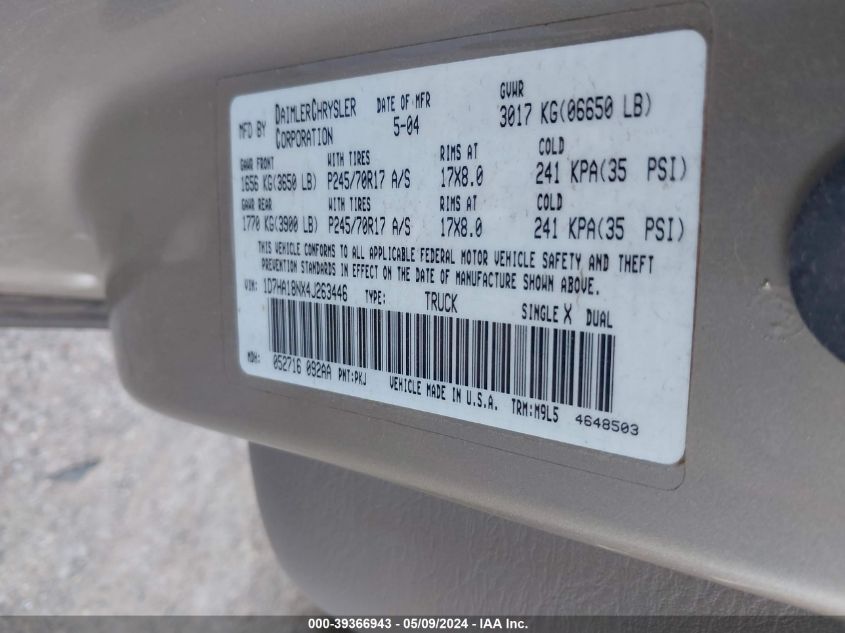 MFD BY DAIMLERCHRYSLER CORPORATION DATE OF MFR 5-04 GVWR 3017 KG(06650 LB)
GAWR FRONT WITH TIRES RIMS AT COLD
1656 KG(3650 LB) P245/70R17 A/S 17X8.0 241 KPA(35 PSI)
GAWR REAR WITH TIRES RIMS AT COLD
1770 KG(3900 LB) P245/70R17 A/S 17X8.0 241 KPA(35 PSI)
THIS VEHICLE CONFORMS TO ALL APPLICABLE FEDERAL MOTOR VEHICLE SAFETY AND THEFT
PREVENTION STANDARDS IN EFFECT ON THE DATE OF MANUFACTURE SHOWN ABOVE.
VIN: 1D7HA18NX4J263446 TYPE: TRUCK SINGLE X DUAL
MDH: 052716 092AA PNT:PKJ VEHICLE MADE IN U.S.A. TRM:M9L5 4648503
000-39366943 / 05/09/2024 - IAA Inc.